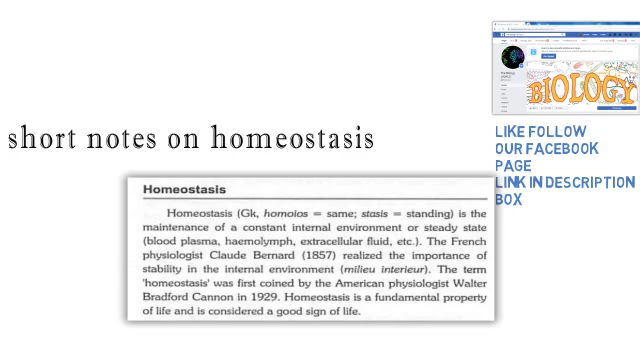 short notes on homeostasis
Homeostasis
Homeostasis (Gk, homoios = same; stasis = standing) is the
maintenance of a constant internal environment or steady state
(blood plasma, haemolymph, extracellular fluid, etc.). The French
physiologist Claude Bernard (1857) realized the importance of
stability in the internal environment (milieu interieur). The term
'homeostasis' was first coined by the American physiologist Walter
Bradford Cannon in 1929. Homeostasis is a fundamental property
of life and is considered a good sign of life.
BIOLOGY
LIKE FOLLOW
OUR FACEBOOK
PAGE
LINK IN DESCRIPTION
BOX